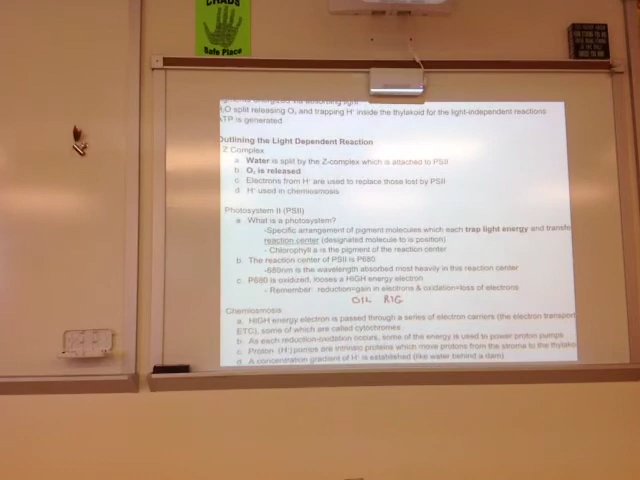 CHADS
Safe Place
H₂O split releasing O₂ and trapping H⁺ inside the thylakoid for the light-independent reactions
ATP is generated
Outlining the Light Dependent Reaction
Z Complex
a. Water is split by the Z-complex which is attached to PSII
b. O₂ is released
c. Electrons from H⁺ are used to replace those lost by PSII
d. H⁺ used in chemiosmosis
Photosystem II (PSII)
a. What is a photosystem?
-Specific arrangement of pigment molecules which each trap light energy and transfe
reaction center (designated molecule to is position)
- Chlorophyll a is the pigment of the reaction center
b. The reaction center of PSII is P680
-680nm is the wavelength absorbed most heavily in this reaction center
c. P680 is oxidized, looses a HIGH energy electron
- Remember: reduction=gain in electrons & oxidation=loss of electrons
OIL RIG
Chemiosmosis
a. HIGH energy electron is passed through a series of electron carriers (the electron transport
ETC), some of which are called cytochromes
b. As each reduction-oxidation occurs, some of the energy is used to power proton pumps
c. Proton (H⁺) pumps are intrinsic proteins which move protons from the stroma to the thylako
d. A concentration gradient of H⁺ is established (like water behind a dam)